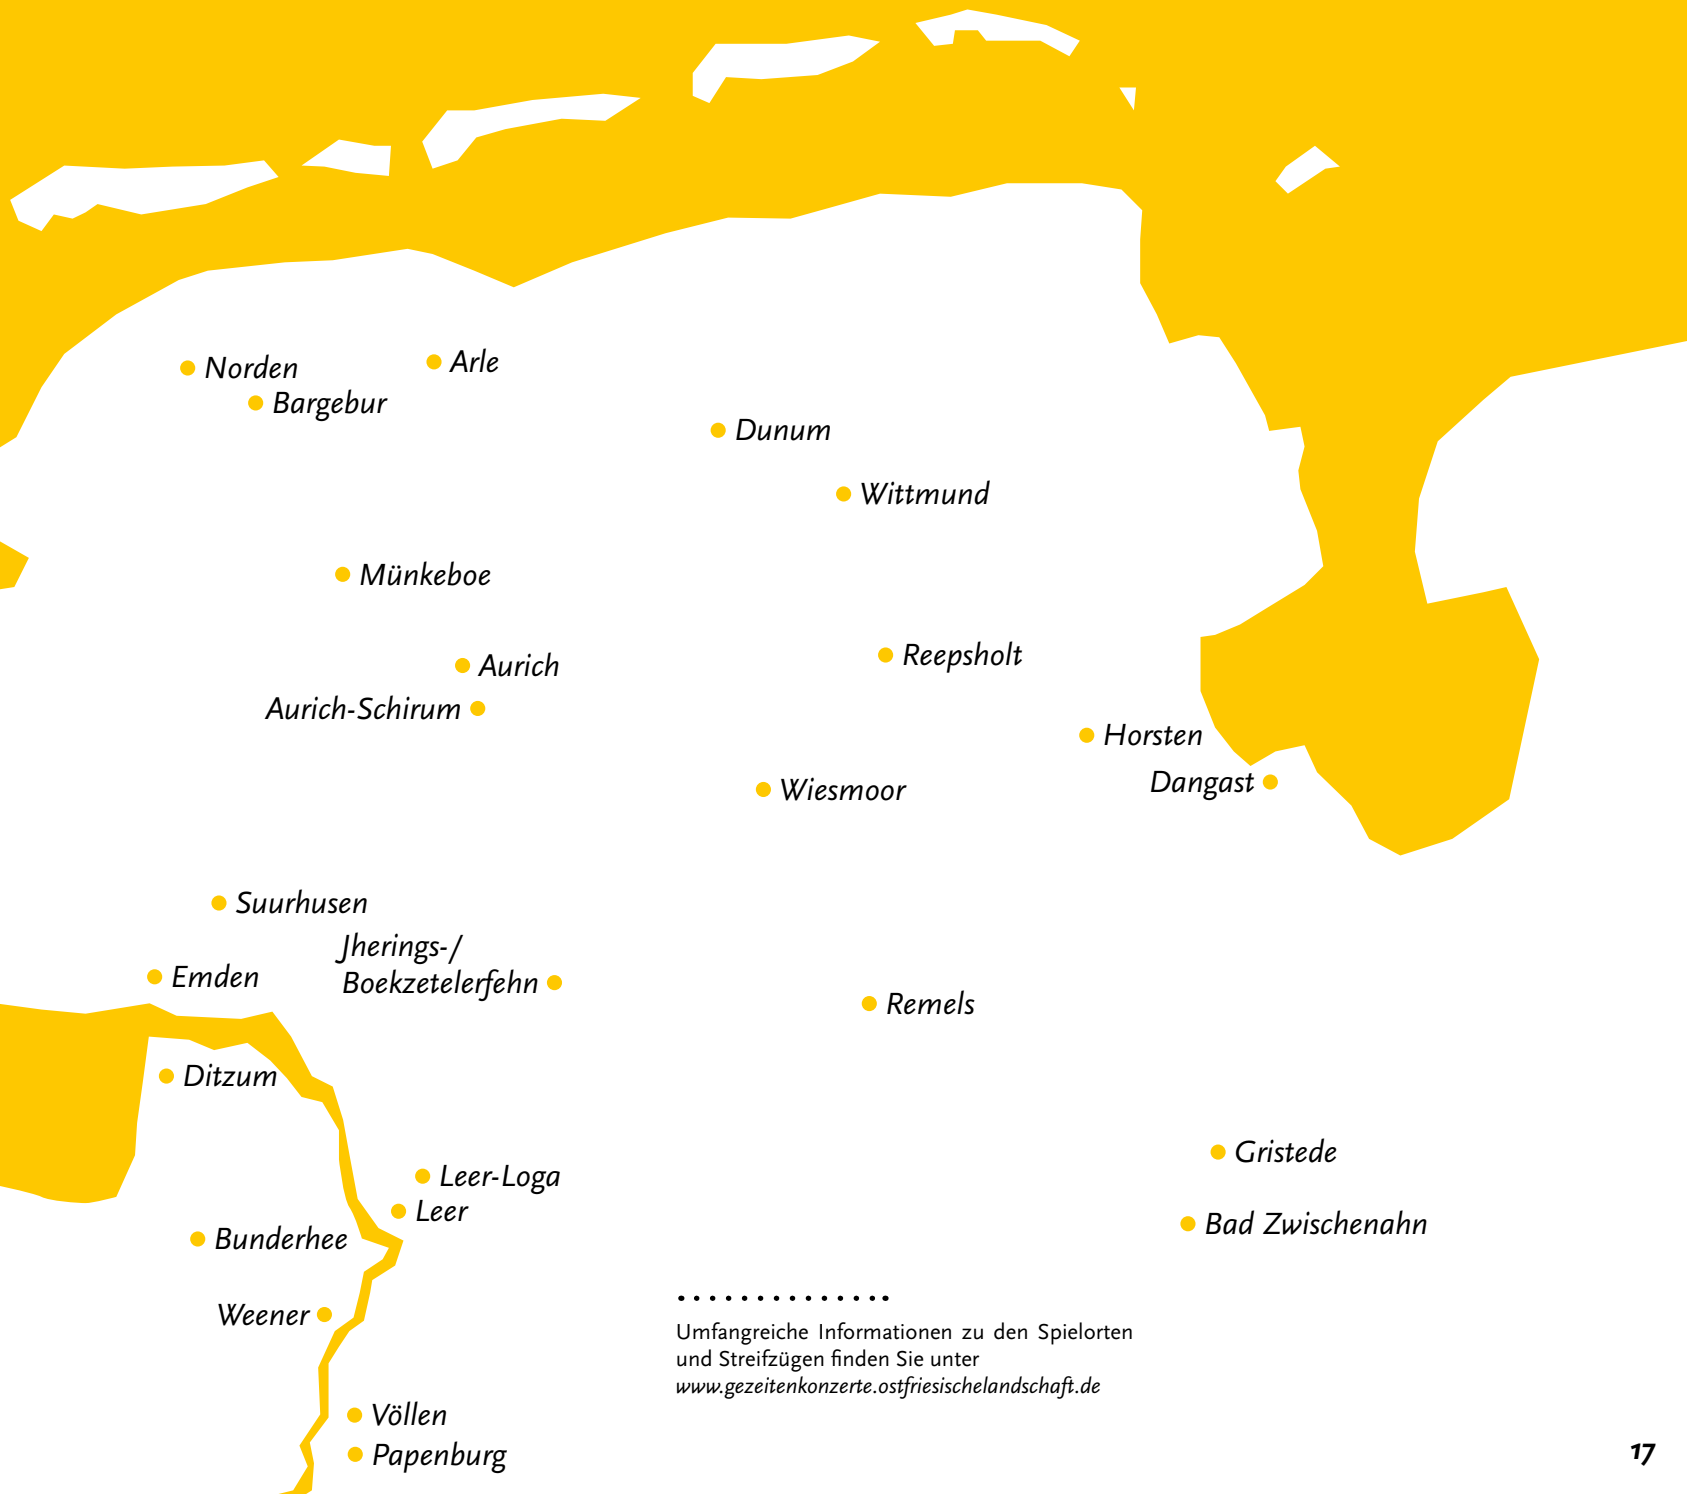 Norden
Arle
Bargebur
Dunum
Wittmund
Münkeboe
Reepsholt
Aurich
Aurich-Schirum
Horsten
Dangast
Wiesmoor
Suurhusen
Jherings-/
Boekzetelerfehn
Emden
Remels
Ditzum
Gristede
Leer-Loga
Leer
Bad Zwischenahn
Bunderhee
Weener
Umfangreiche Informationen zu den Spielorten
und Streifzügen finden Sie unter
www.gezeitenkonzerte.ostfriesischelandschaft.de
Völlen
Papenburg
17